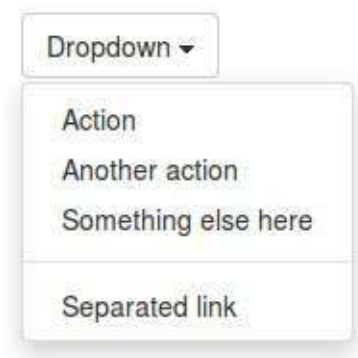 Dropdown
Action
Another action
Something else here
Separated link